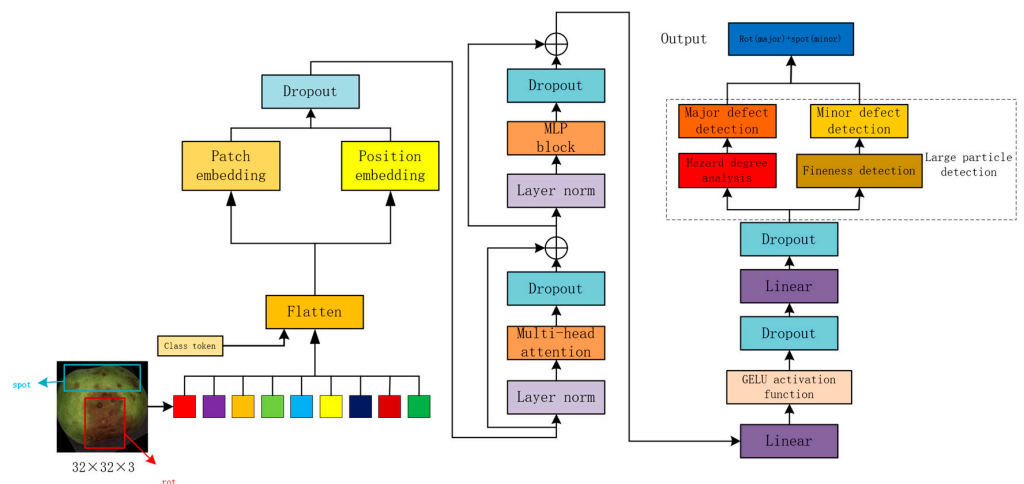 Output
Rot(major)+spot(minor)
Dropout
Dropout
Major defect
detection
Minor defect
detection
MLP
block
Patch
embedding
Position
embedding
Hazard degree
analysis
Fineness detection
Large particle
detection
Layer norm
Dropout
Dropout
Linear
Flatten
Multi-head
attention
Dropout
Class token
GELU activation
function
spot
Layer norm
Linear
32×32×3
rot